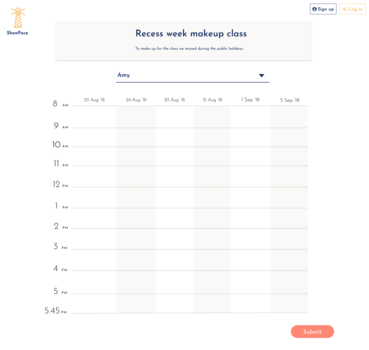 Sign up
Log in
ShowFace
Recess week makeup class
To make up for the class we missed during the public holidays.
Amy
23 Aug '18
24 Aug '18
30 Aug '18
31 Aug '18
1 Sep '18
5 Sep '18
8 AM
9 AM
10 AM
11 AM
12 PM
1 PM
2 PM
3 PM
4 PM
5 PM
5.45 PM
Submit